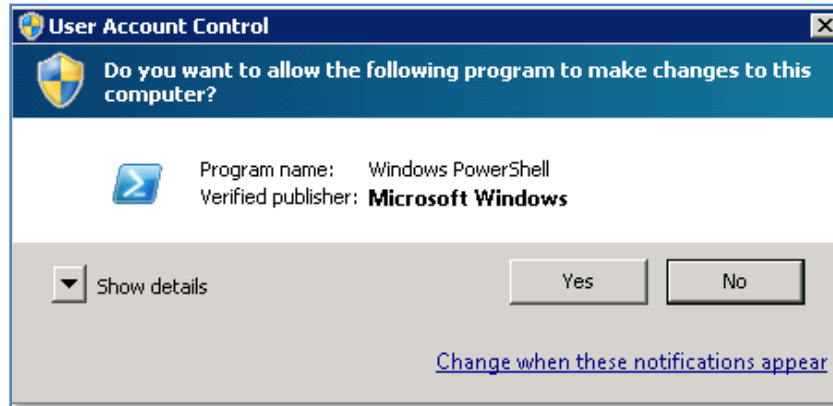 User Account Control
Do you want to allow the following program to make changes to this
computer?
Program name: Windows PowerShell
Verified publisher: Microsoft Windows
Show details
Yes
No
Change when these notifications appear